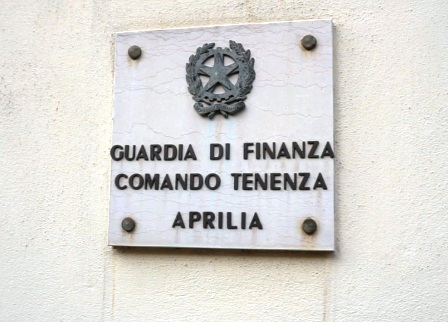 GUARDIA DI FINANZA
COMANDO TENENZA
APRILIA